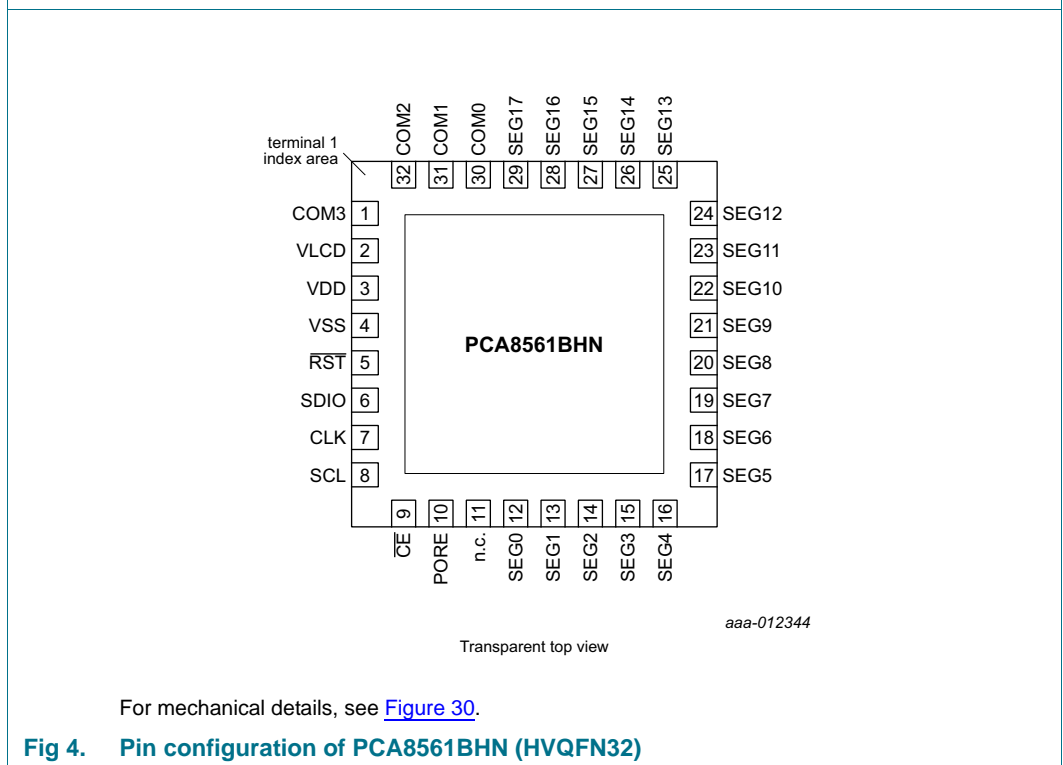 COM2
COM1
COM0
SEG17
SEG16
SEG15
SEG14
SEG13
terminal 1
index area
32
31
30
29
28
27
26
25
COM3 1
VLCD 2
VDD 3
VSS 4
RST 5
SDIO 6
CLK 7
SCL 8
PCA8561BHN
24 SEG12
23 SEG11
22 SEG10
21 SEG9
20 SEG8
19 SEG7
18 SEG6
17 SEG5
9
10
11
12
13
14
15
16
CE
PORE
n.c.
SEG0
SEG1
SEG2
SEG3
SEG4
aaa-012344
Transparent top view
For mechanical details, see Figure 30.
Fig 4. Pin configuration of PCA8561BHN (HVQFN32)